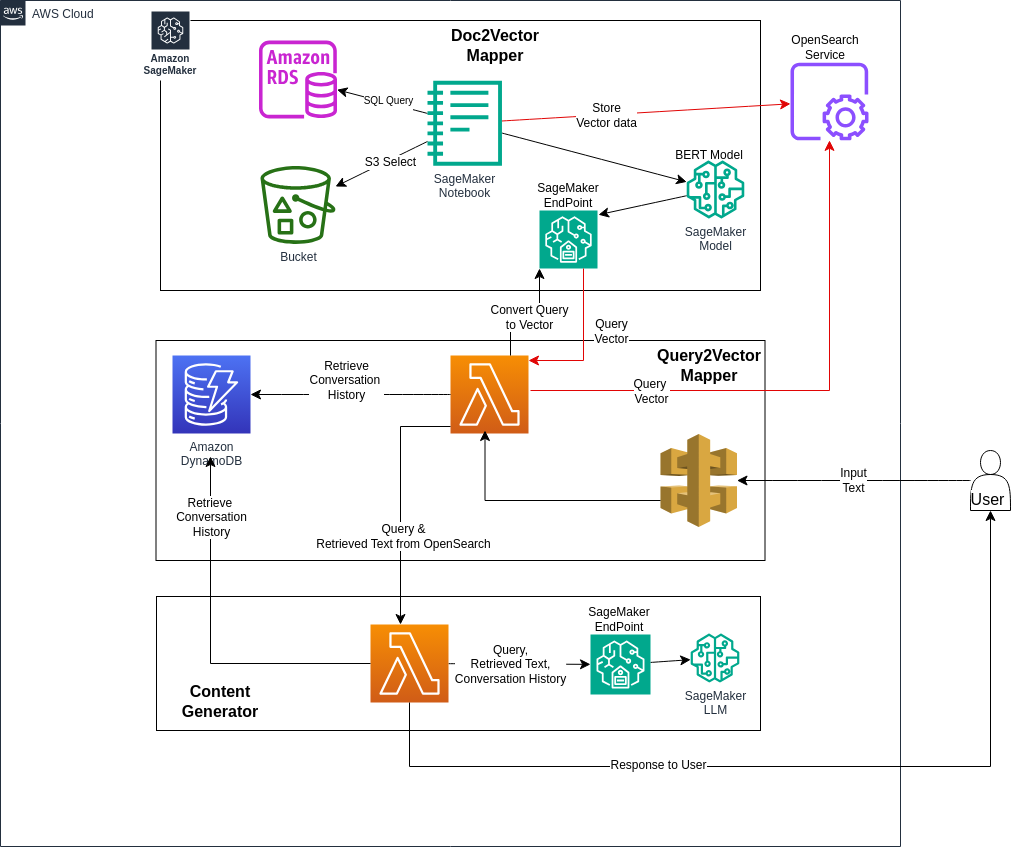 aws
AWS Cloud
Amazon
SageMaker
Doc2Vector
Mapper
Amazon
RDS
SQL Query
SageMaker
Notebook
S3 Select
Bucket
Store
Vector data
OpenSearch
Service
BERT Model
SageMaker
Model
SageMaker
EndPoint
Convert Query
to Vector
Query
Vector
Query2Vector
Mapper
Retrieve
Conversation
History
Amazon
DynamoDB
Query
Vector
Input
Text
User
Retrieve
Conversation
History
Query &
Retrieved Text from OpenSearch
Content
Generator
Query,
Retrieved Text,
Conversation History
SageMaker
EndPoint
SageMaker
LLM
Response to User